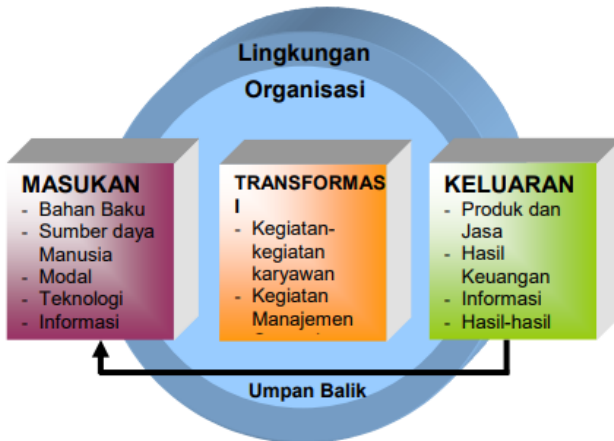 Lingkungan
Organisasi
MASUKAN
- Bahan Baku
- Sumber daya
Manusia
- Modal
- Teknologi
- Informasi
TRANSFORMAS
I
- Kegiatan-
kegiatan
karyawan
- Kegiatan
Manajemen
KELUARAN
- Produk dan
Jasa
- Hasil
Keuangan
- Informasi
- Hasil-hasil
Umpan Balik